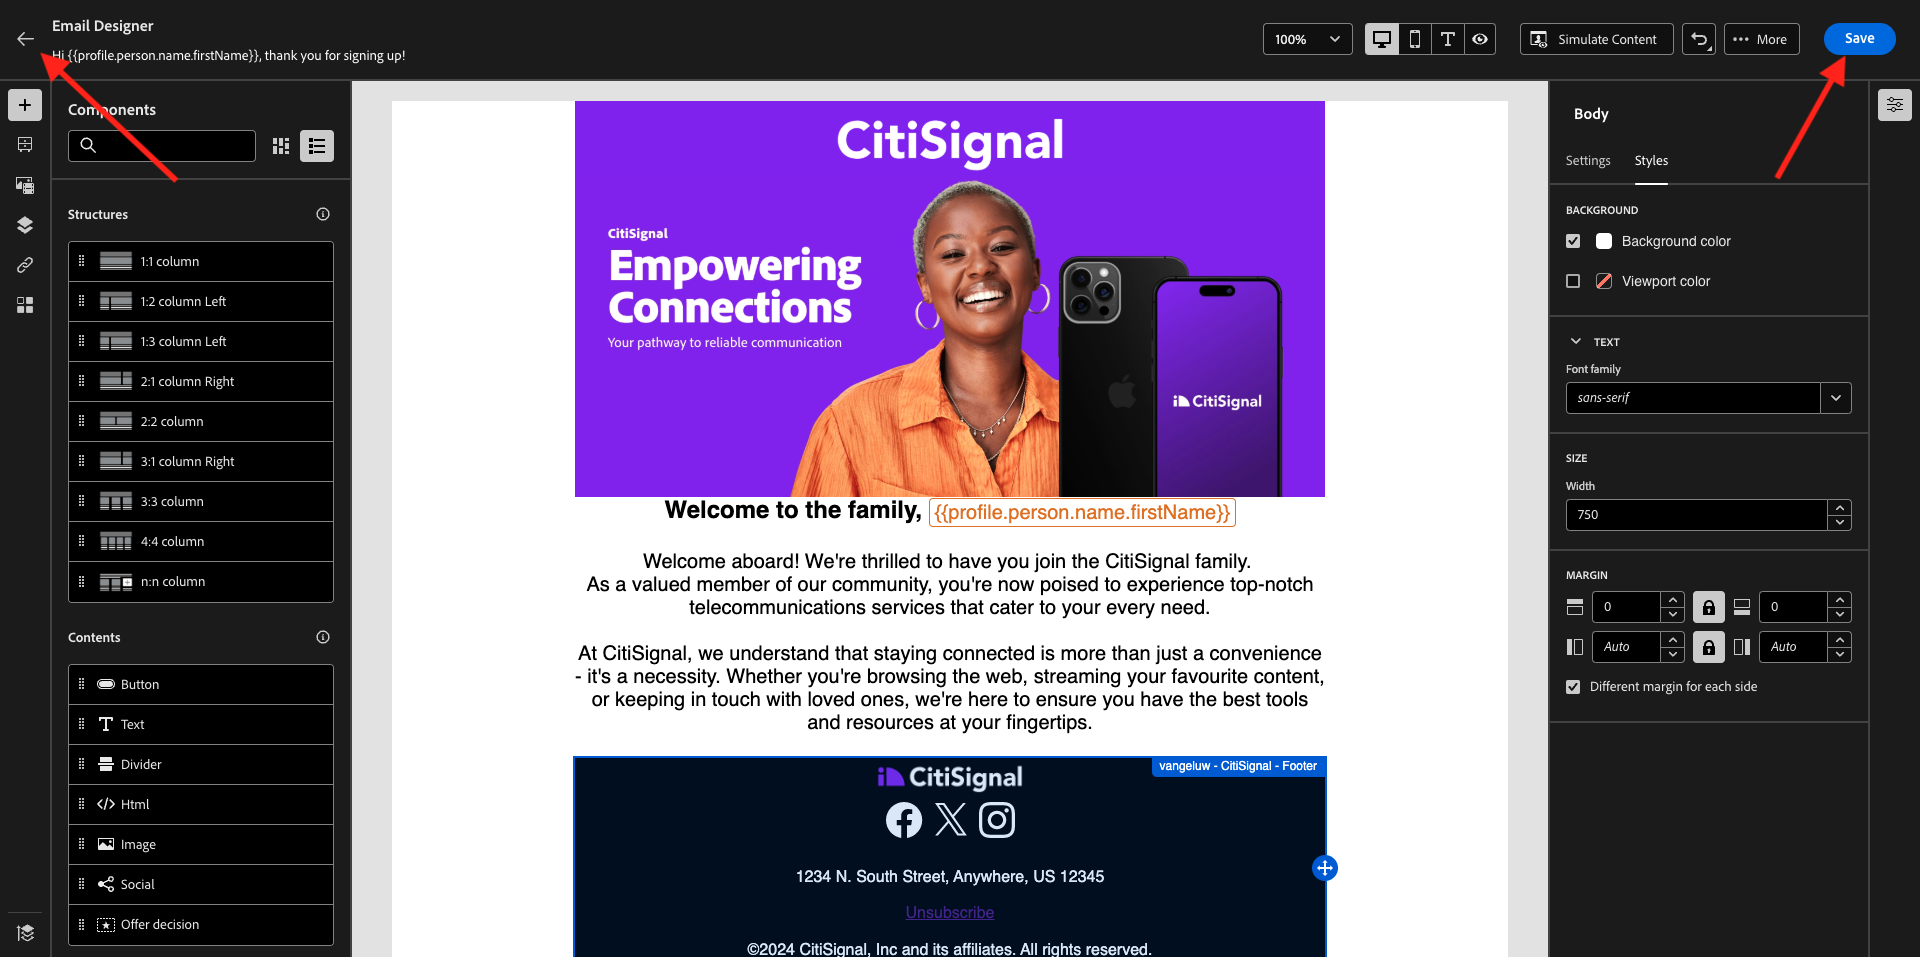 Email Designer
Hi {{profile.person.name.firstName}}, thank you for signing up!
100%
Simulate Content
More
Save
Components
Structures
1:1 column
1:2 column Left
1:3 column Left
2:1 column Right
2:2 column
3:1 column Right
3:3 column
4:4 column
n:n column
Contents
Button
Text
Divider
Html
Image
Social
Offer decision
CitiSignal
CitiSignal
Empowering
Connections
Your pathway to reliable communication
CitiSignal
Welcome to the family, {{profile.person.name.firstName}}
Welcome aboard! We're thrilled to have you join the CitiSignal family.
As a valued member of our community, you're now poised to experience top-notch
telecommunications services that cater to your every need.
At CitiSignal, we understand that staying connected is more than just a convenience
- it's a necessity. Whether you're browsing the web, streaming your favourite content,
or keeping in touch with loved ones, we're here to ensure you have the best tools
and resources at your fingertips.
vangeluw - CitiSignal - Footer
CitiSignal
1234 N. South Street, Anywhere, US 12345
Unsubscribe
©2024 CitiSignal, Inc and its affiliates. All rights reserved.
Body
Settings
Styles
BACKGROUND
Background color
Viewport color
TEXT
Font family
sans-serif
SIZE
Width
750
MARGIN
0
0
Auto
Auto
Different margin for each side